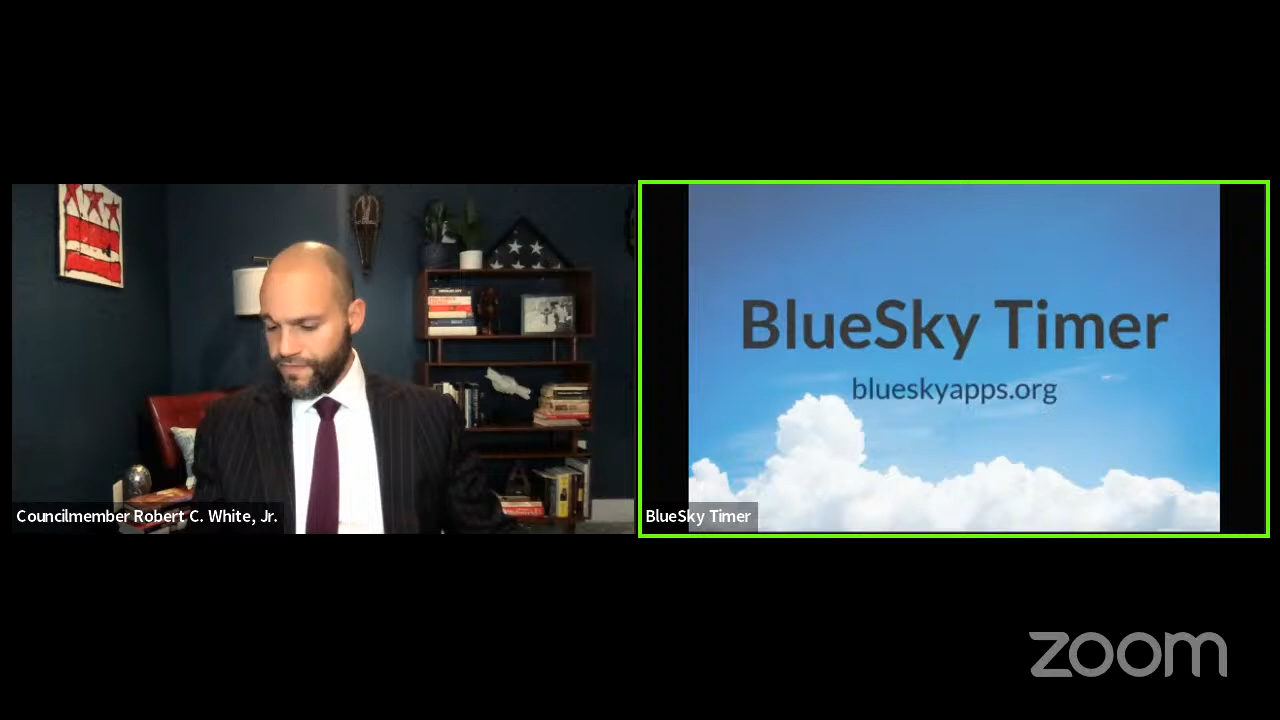 BlueSky Timer
blueskyapps.org
Councilmember Robert C. White, Jr.
BlueSky Timer
zoom